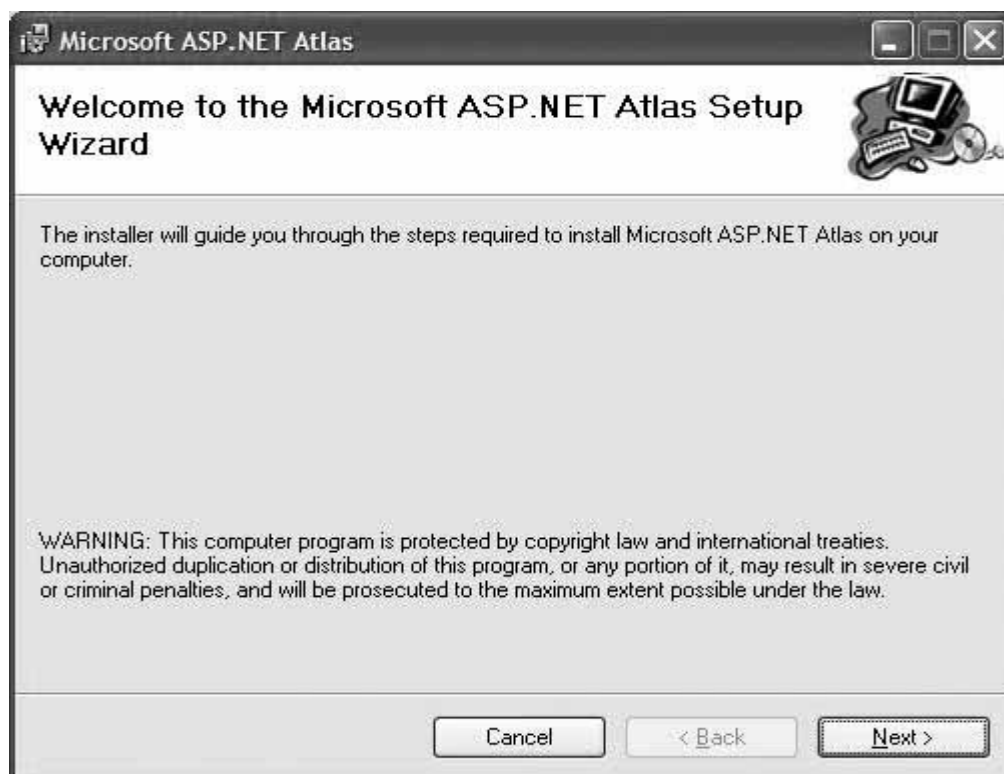 Microsoft ASP.NET Atlas
Welcome to the Microsoft ASP.NET Atlas Setup
Wizard
The installer will guide you through the steps required to install Microsoft ASP.NET Atlas on your
computer.
WARNING: This computer program is protected by copyright law and international treaties.
Unauthorized duplication or distribution of this program, or any portion of it, may result in severe civil
or criminal penalties, and will be prosecuted to the maximum extent possible under the law.
Cancel < Back Next >